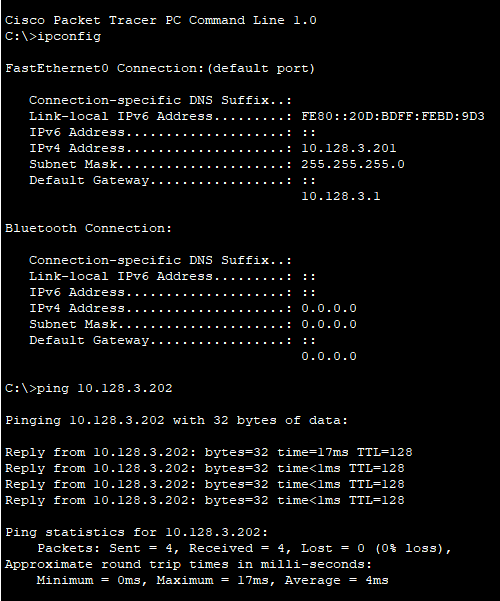 Cisco Packet Tracer PC Command Line 1.0
C:\>ipconfig
FastEthernet0 Connection:(default port)
Connection-specific DNS Suffix..:
Link-local IPv6 Address.........: FE80::20D:BDFF:FEBD:9D3
IPv6 Address....................: ::
IPv4 Address....................: 10.128.3.201
Subnet Mask.....................: 255.255.255.0
Default Gateway.................: ::
10.128.3.1
Bluetooth Connection:
Connection-specific DNS Suffix..:
Link-local IPv6 Address.........: ::
IPv6 Address....................: ::
IPv4 Address....................: 0.0.0.0
Subnet Mask.....................: 0.0.0.0
Default Gateway.................: ::
0.0.0.0
C:\>ping 10.128.3.202
Pinging 10.128.3.202 with 32 bytes of data:
Reply from 10.128.3.202: bytes=32 time=17ms TTL=128
Reply from 10.128.3.202: bytes=32 time<1ms TTL=128
Reply from 10.128.3.202: bytes=32 time<1ms TTL=128
Reply from 10.128.3.202: bytes=32 time<1ms TTL=128
Ping statistics for 10.128.3.202:
Packets: Sent = 4, Received = 4, Lost = 0 (0% loss),
Approximate round trip times in milli-seconds:
Minimum = 0ms, Maximum = 17ms, Average = 4ms